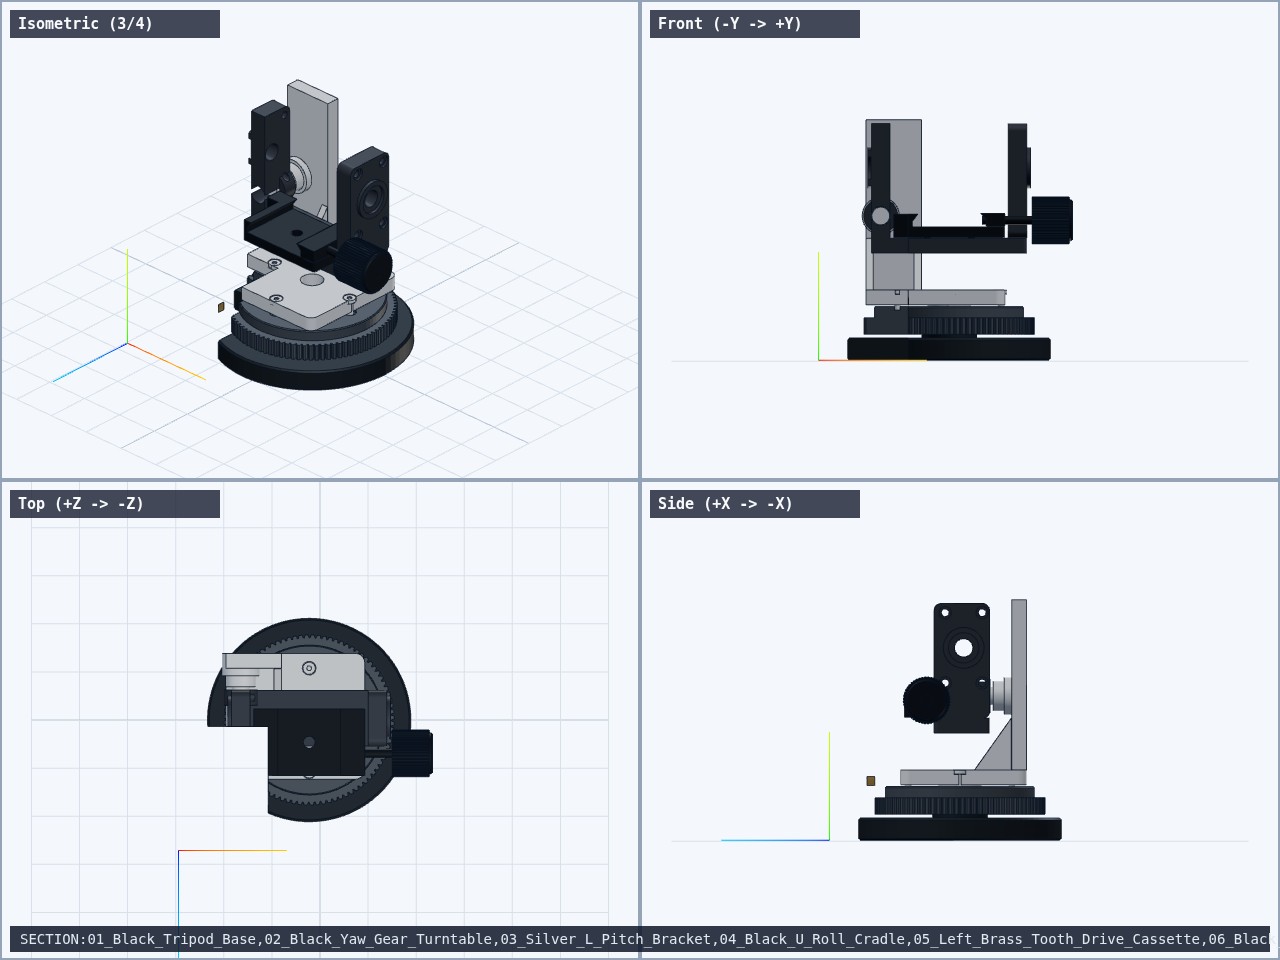 Isometric (3/4)
Front (-Y -> +Y)
Top (+Z -> -Z)
Side (+X -> -X)
SECTION:01_Black_Tripod_Base,02_Black_Yaw_Gear_Turntable,03_Silver_L_Pitch_Bracket,04_Black_U_Roll_Cradle,05_Left_Brass_Tooth_Drive_Cassette,06_Blac